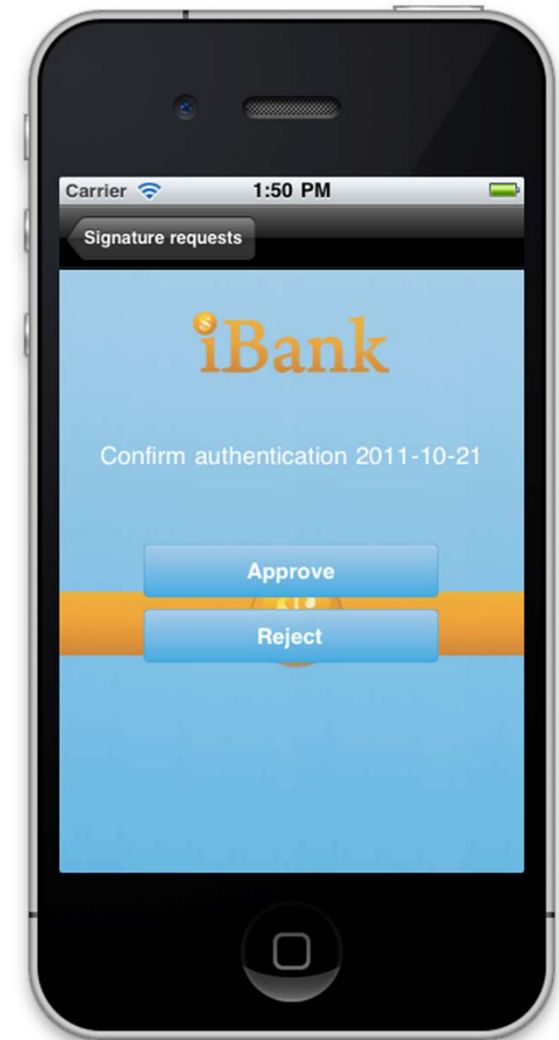 Carrier 1:50 PM
Signature requests
iBank
Confirm authentication 2011-10-21
Approve
Reject